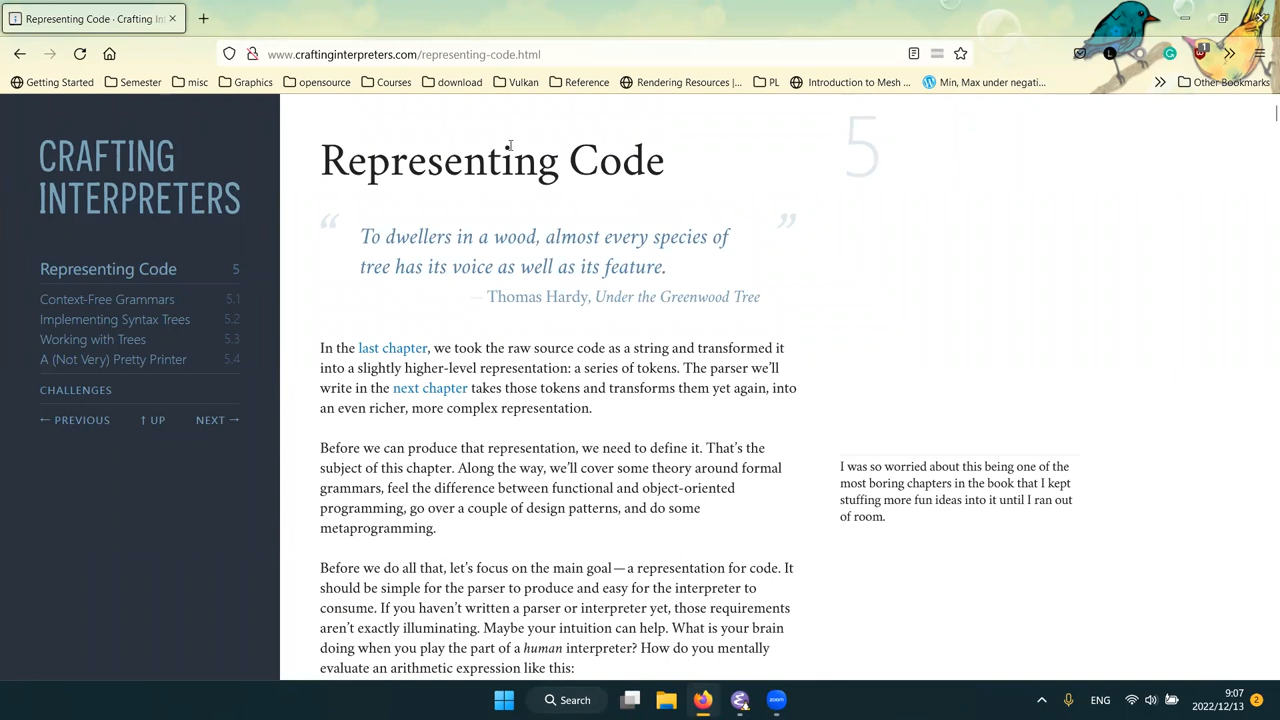 Representing Code · Crafting In
www.craftinginterpreters.com/representing-code.html
Getting Started Semester misc Graphics opensource Courses download Vulkan Reference Rendering Resources |... PL Introduction to Mesh ... Min, Max under negati... Other Bookmarks
CRAFTING
INTERPRETERS
Representing Code 5
Context-Free Grammars 5.1
Implementing Syntax Trees 5.2
Working with Trees 5.3
A (Not Very) Pretty Printer 5.4
CHALLENGES
← PREVIOUS ↑ UP NEXT →
5
Representing Code
“ To dwellers in a wood, almost every species of ”
tree has its voice as well as its feature.
— Thomas Hardy, Under the Greenwood Tree
In the last chapter, we took the raw source code as a string and transformed it
into a slightly higher-level representation: a series of tokens. The parser we’ll
write in the next chapter takes those tokens and transforms them yet again, into
an even richer, more complex representation.
Before we can produce that representation, we need to define it. That’s the
subject of this chapter. Along the way, we’ll cover some theory around formal
grammars, feel the difference between functional and object-oriented
programming, go over a couple of design patterns, and do some
metaprogramming.
I was so worried about this being one of the
most boring chapters in the book that I kept
stuffing more fun ideas into it until I ran out
of room.
Before we do all that, let’s focus on the main goal—a representation for code. It
should be simple for the parser to produce and easy for the interpreter to
consume. If you haven’t written a parser or interpreter yet, those requirements
aren’t exactly illuminating. Maybe your intuition can help. What is your brain
doing when you play the part of a human interpreter? How do you mentally
evaluate an arithmetic expression like this:
Search
zoom
ENG
9:07
2022/12/13
2